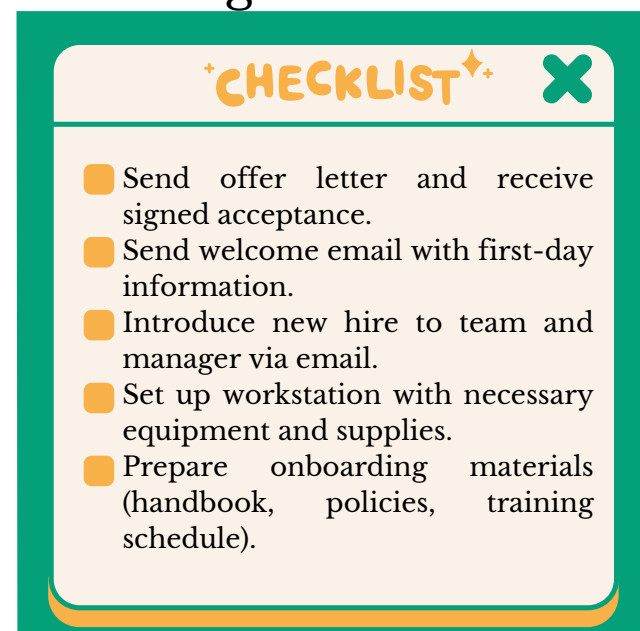 CHECKLIST
Send offer letter and receive
signed acceptance.
Send welcome email with first-day
information.
Introduce new hire to team and
manager via email.
Set up workstation with necessary
equipment and supplies.
Prepare onboarding materials
(handbook, policies, training
schedule).